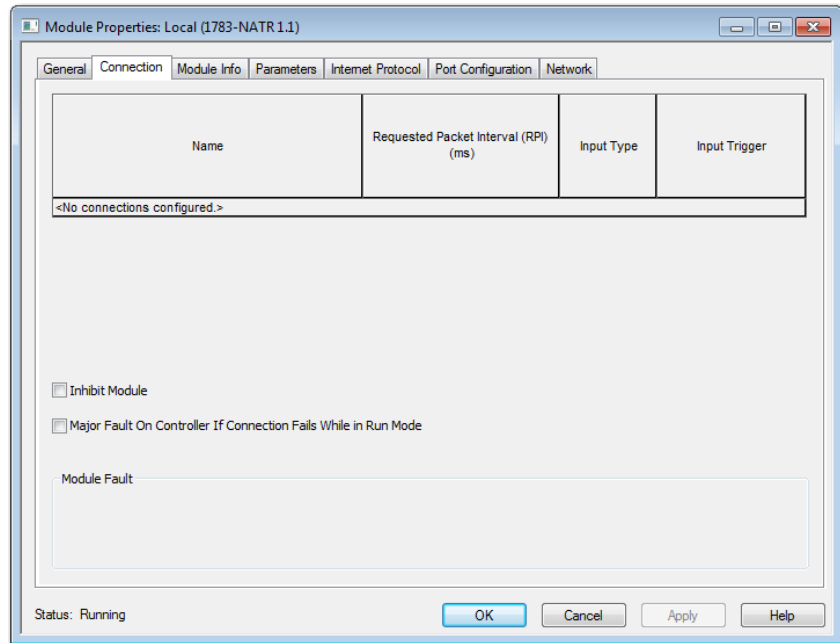 Module Properties: Local (1783-NATR 1.1)
General Connection Module Info Parameters Internet Protocol Port Configuration Network
Name
Requested Packet Interval (RPI)
(ms)
Input Type
Input Trigger
<No connections configured.>
Inhibit Module
Major Fault On Controller If Connection Fails While in Run Mode
Module Fault
Status: Running
OK Cancel Apply Help